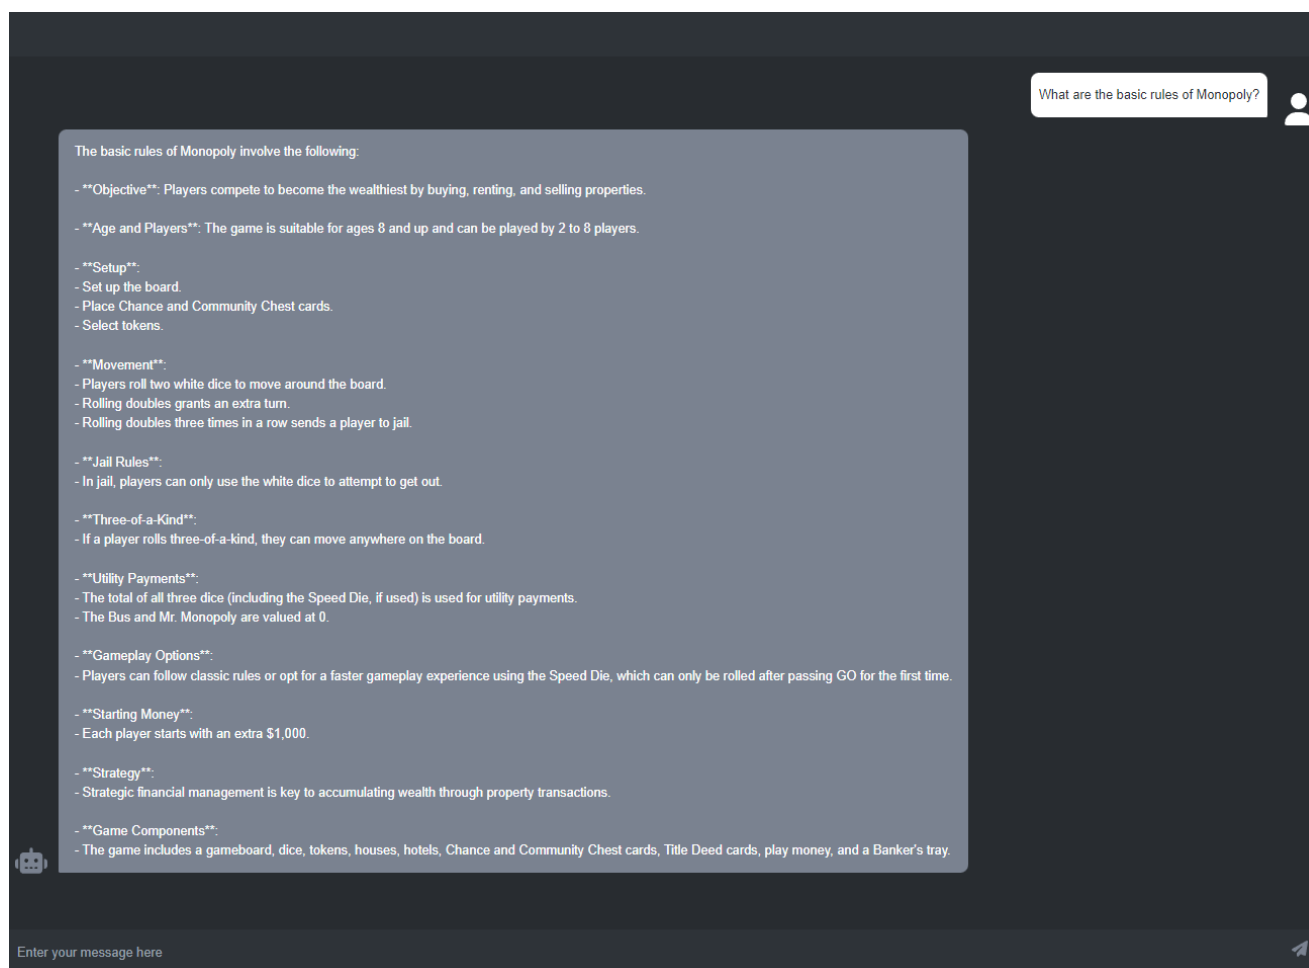 What are the basic rules of Monopoly?
The basic rules of Monopoly involve the following:
- **Objective**: Players compete to become the wealthiest by buying, renting, and selling properties.
- **Age and Players**: The game is suitable for ages 8 and up and can be played by 2 to 8 players.
- **Setup**:
- Set up the board.
- Place Chance and Community Chest cards.
- Select tokens.
- **Movement**:
- Players roll two white dice to move around the board.
- Rolling doubles grants an extra turn.
- Rolling doubles three times in a row sends a player to jail.
- **Jail Rules**:
- In jail, players can only use the white dice to attempt to get out.
- **Three-of-a-Kind**:
- If a player rolls three-of-a-kind, they can move anywhere on the board.
- **Utility Payments**:
- The total of all three dice (including the Speed Die, if used) is used for utility payments.
- The Bus and Mr. Monopoly are valued at 0.
- **Gameplay Options**:
- Players can follow classic rules or opt for a faster gameplay experience using the Speed Die, which can only be rolled after passing GO for the first time.
- **Starting Money**:
- Each player starts with an extra $1,000.
- **Strategy**:
- Strategic financial management is key to accumulating wealth through property transactions.
- **Game Components**:
- The game includes a gameboard, dice, tokens, houses, hotels, Chance and Community Chest cards, Title Deed cards, play money, and a Banker's tray.
Enter your message here